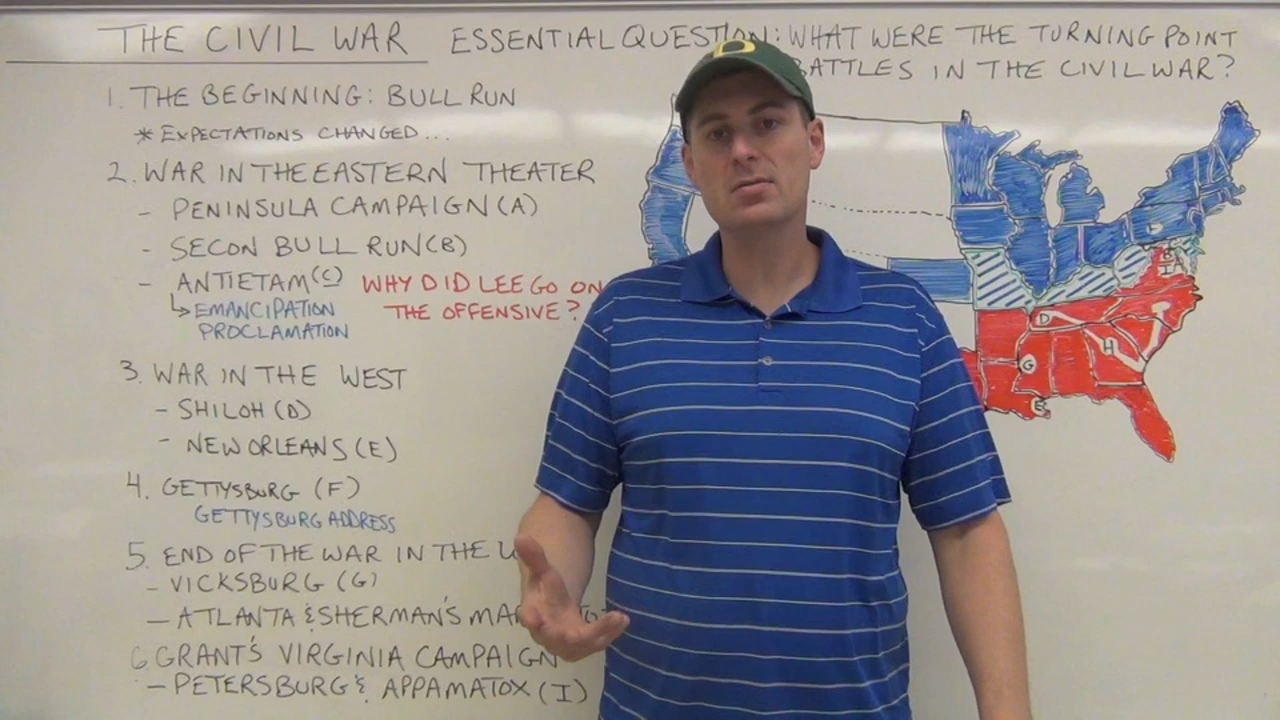 THE CIVIL WAR ESSENTIAL QUESTION: WHAT WERE THE TURNING POINT
BATTLES IN THE CIVIL WAR?
1. THE BEGINNING: BULL RUN
* EXPECTATIONS CHANGED...
2. WAR IN THE EASTERN THEATER
- PENINSULA CAMPAIGN (A)
- SECON BULL RUN (B)
- ANTIETAM (C) WHY DID LEE GO ON
THE OFFENSIVE?
↳ EMANCIPATION
PROCLAMATION
3. WAR IN THE WEST
- SHILOH (D)
- NEW ORLEANS (E)
4. GETTYSBURG (F)
GETTYSBURG ADDRESS
5. END OF THE WAR IN THE
- VICKSBURG (G)
- ATLANTA & SHERMAN'S
6. GRANT'S VIRGINIA CAMPAIGN
- PETERSBURG & APPAMATOX (I)
O
D
H
G
E